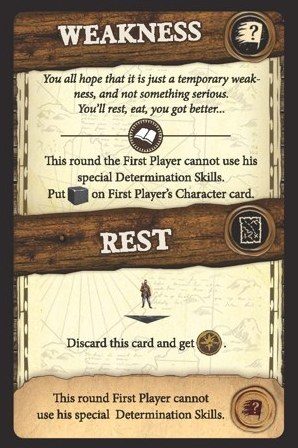 WEAKNESS
You all hope that it is just a temporary weak-
ness, and not something serious.
You'll rest, eat, you got better...
This round the First Player cannot use his
special Determination Skills.
Put on First Player's Character card.
REST
Discard this card and get .
This round First Player cannot
use his special Determination Skills.